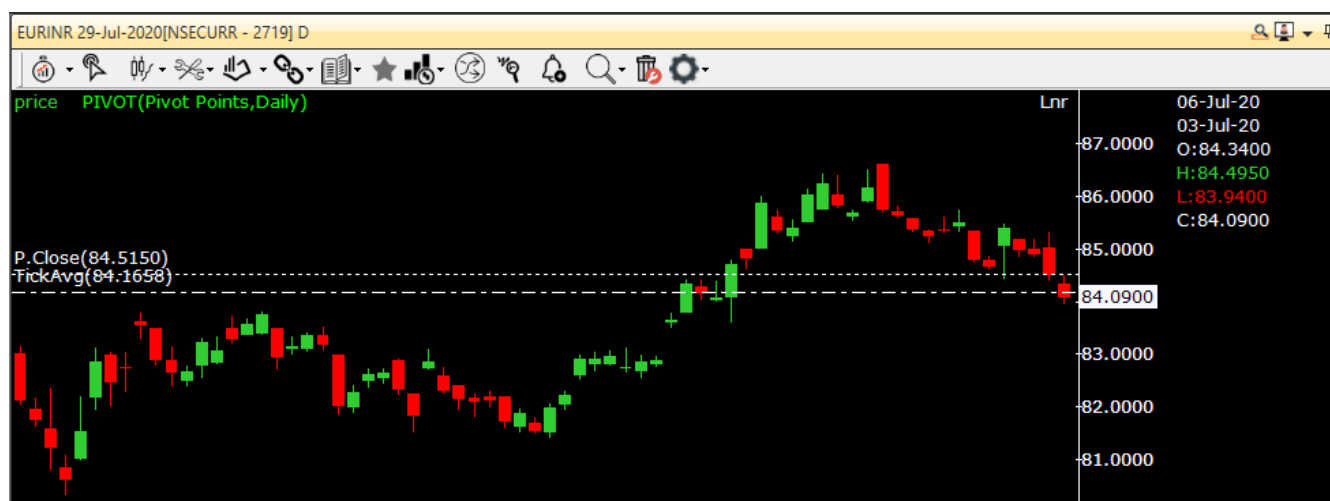 EURINR 29-Jul-2020[NSECURR - 2719] D
price PIVOT(Pivot Points,Daily)
Lnr
06-Jul-20
03-Jul-20
O:84.3400
H:84.4950
L:83.9400
C:84.0900
87.0000
86.0000
85.0000
P.Close(84.5150)
TickAvg(84.1658)
84.0900
83.0000
82.0000
81.0000